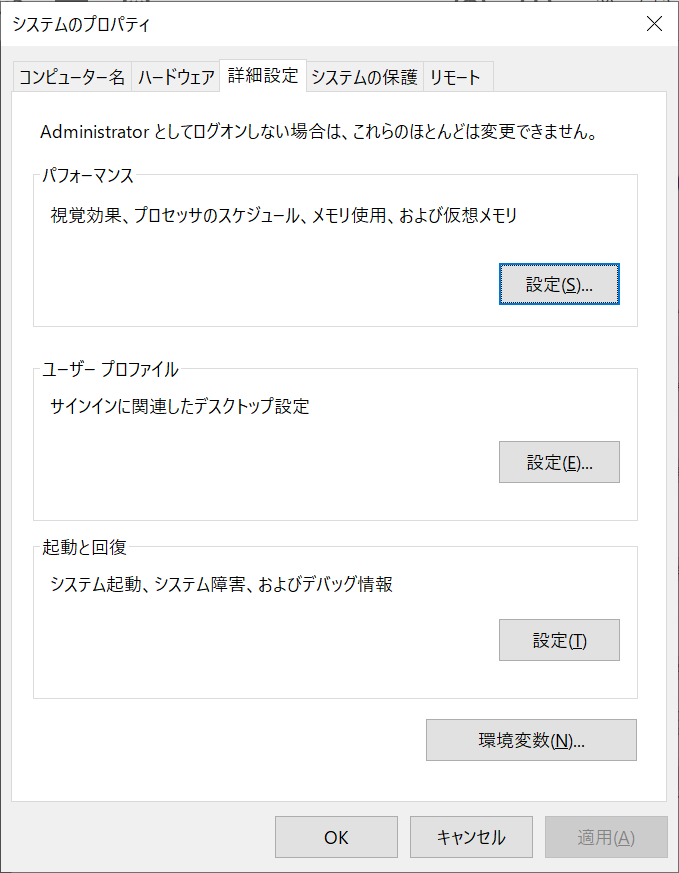 システムのプロパティ
コンピューター名 ハードウェア 詳細設定 システムの保護 リモート
Administrator としてログオンしない場合は、これらのほとんどは変更できません。
パフォーマンス
視覚効果、プロセッサのスケジュール、メモリ使用、および仮想メモリ
設定(S)...
ユーザー プロファイル
サインインに関連したデスクトップ設定
設定(E)...
起動と回復
システム起動、システム障害、およびデバッグ情報
設定(T)
環境変数(N)...
OK キャンセル 適用(A)